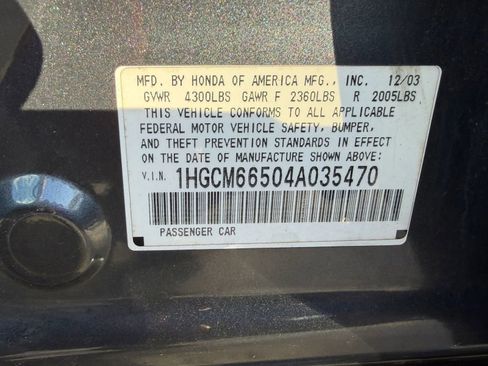 MFD. BY HONDA OF AMERICA MFG., INC. 12/03
GVWR 4300LBS GAWR F 2360LBS R 2005LBS
THIS VEHICLE CONFORMS TO ALL APPLICABLE
FEDERAL MOTOR VEHICLE SAFETY, BUMPER,
AND THEFT PREVENTION STANDARDS IN EFFECT
ON THE DATE OF MANUFACTURE SHOWN ABOVE:
V.I.N. 1HGCM66504A035470
PASSENGER CAR